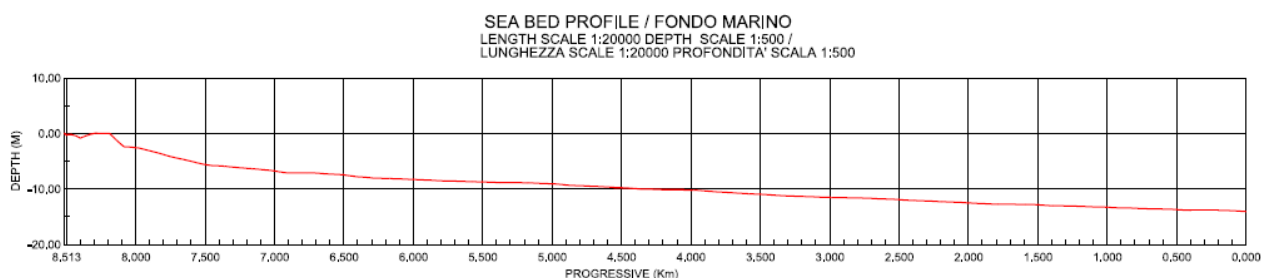 SEA BED PROFILE / FONDO MARINO
LENGTH SCALE 1:20000 DEPTH SCALE 1:500 /
LUNGHEZZA SCALE 1:20000 PROFONDITA' SCALA 1:500
10,00
0.00
-10,00
-20.00
DEPTH (M)
8.513 8,000 7,500 7,000 6,500 6,000 5,500 5,000 4,500 4,000 3,500 3,000 2,500 2,000 1,500 1,000 0,500 0,000
PROGRESSIVE (Km)